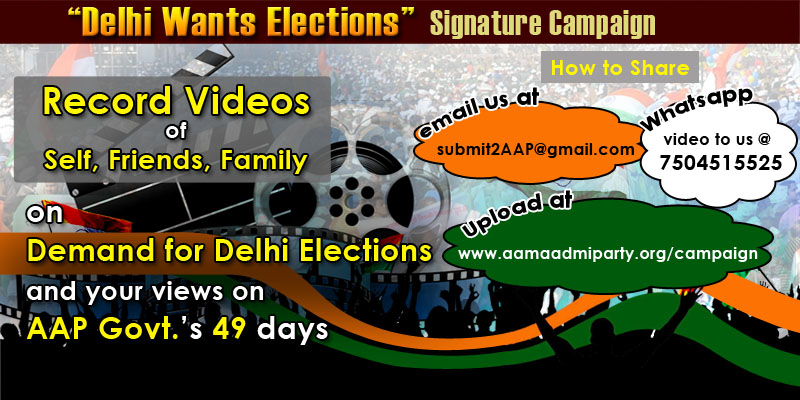 “Delhi Wants Elections” Signature Campaign
How to Share
Record Videos
of
Self, Friends, Family
on
Demand for Delhi Elections
and your views on
AAP Govt.’s 49 days
email us at
submit2AAP@gmail.com
Whatsapp
video to us @
7504515525
Upload at
www.aamaadmiparty.org/campaign